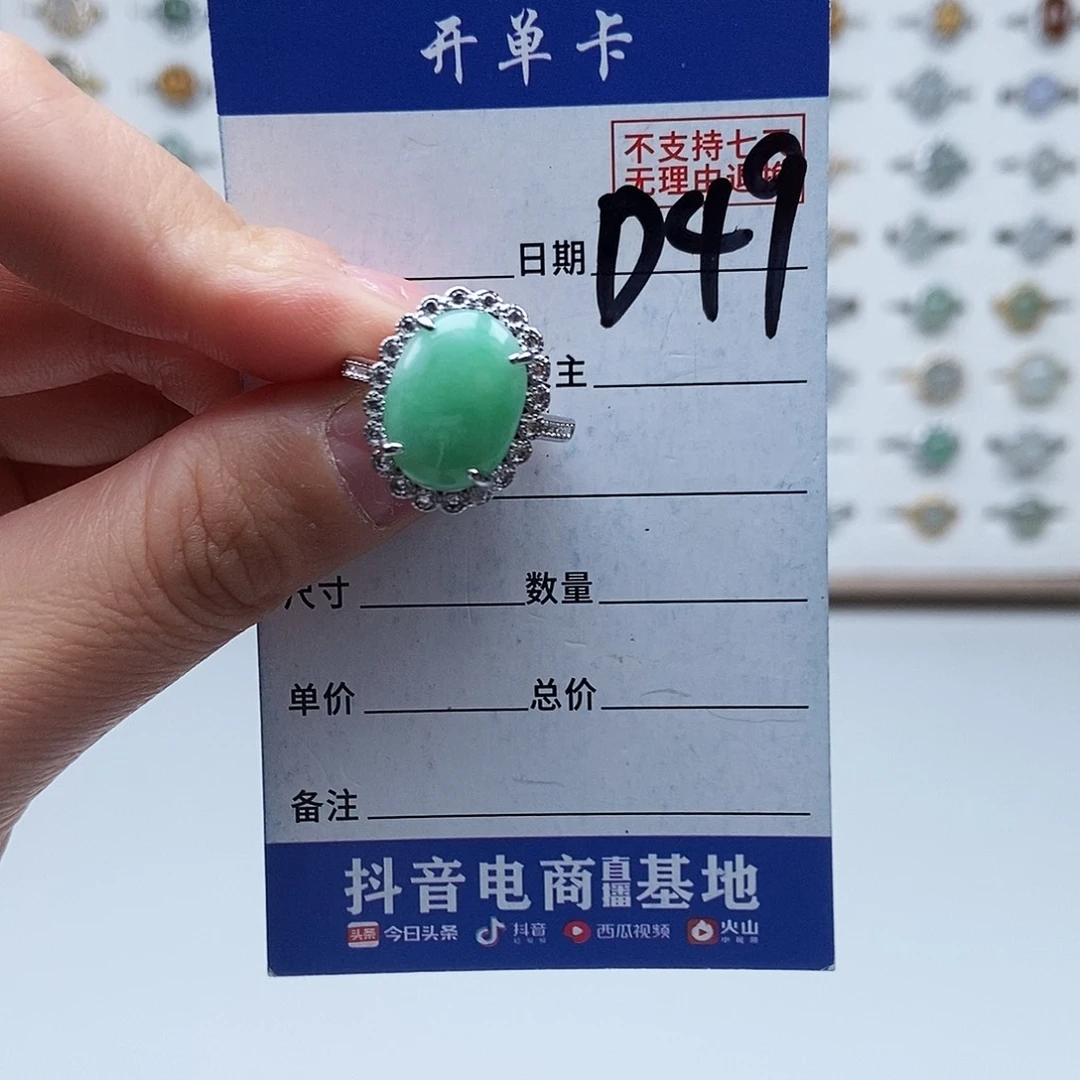 开单卡
不支持七天
无理由退换
D49
日期
主
尺寸 数量
单价 总价
备注
抖音电商直播基地
头条 今日头条 抖音 西瓜视频 火山